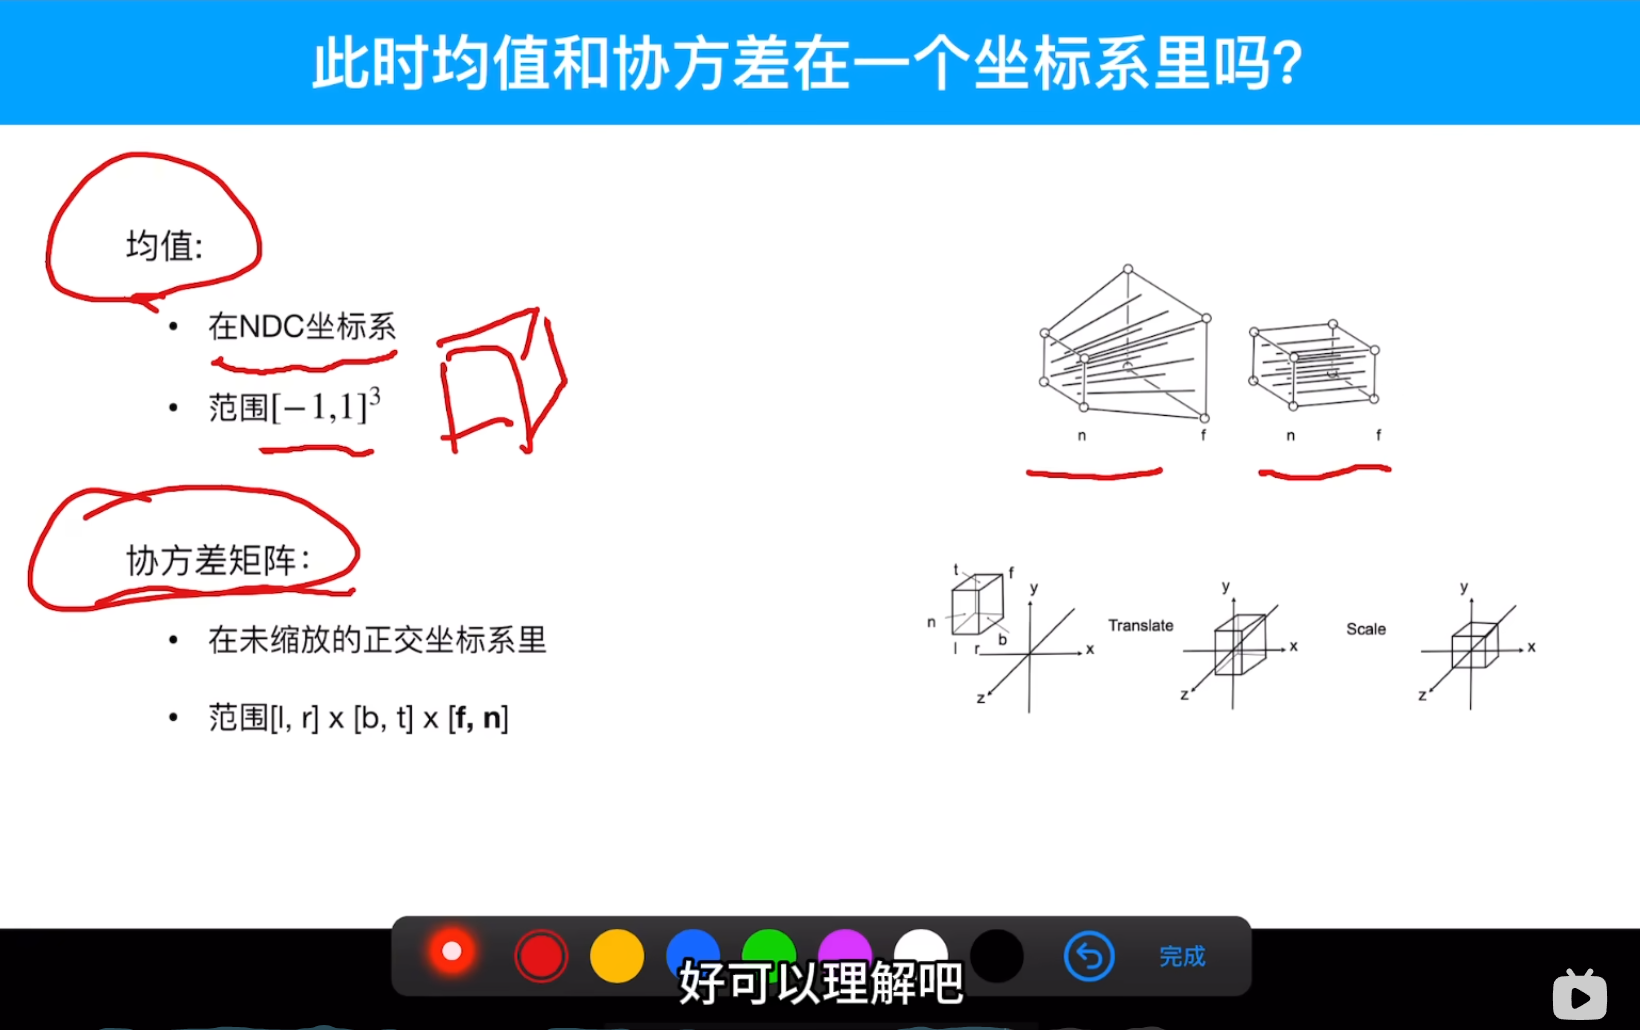 此时均值和协方差在一个坐标系里吗?
均值:
• 在NDC坐标系
• 范围[−1,1]³
n f n f
协方差矩阵:
• 在未缩放的正交坐标系里
• 范围[l, r] x [b, t] x [f, n]
t f y
n
l r b x
z
Translate
y
x
z
Scale
y
x
z
完成
好可以理解吧